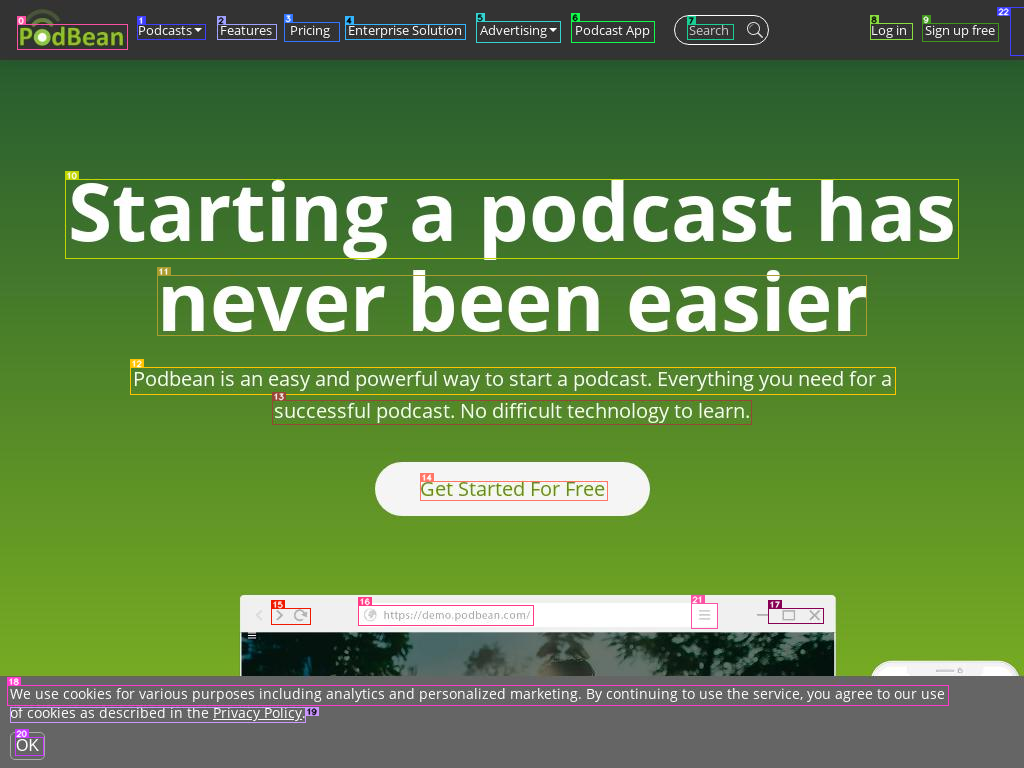 PodBean
Podcasts
Features
Pricing
Enterprise Solution
Advertising
Podcast App
Search
Log in
Sign up free
Starting a podcast has
never been easier
Podbean is an easy and powerful way to start a podcast. Everything you need for a
successful podcast. No difficult technology to learn.
Get Started For Free
https://demo.podbean.com/
We use cookies for various purposes including analytics and personalized marketing. By continuing to use the service, you agree to our use
of cookies as described in the Privacy Policy.
OK
0
1
2
3
4
5
6
7
8
9
22
10
11
12
13
14
15
16
21
17
18
19
20